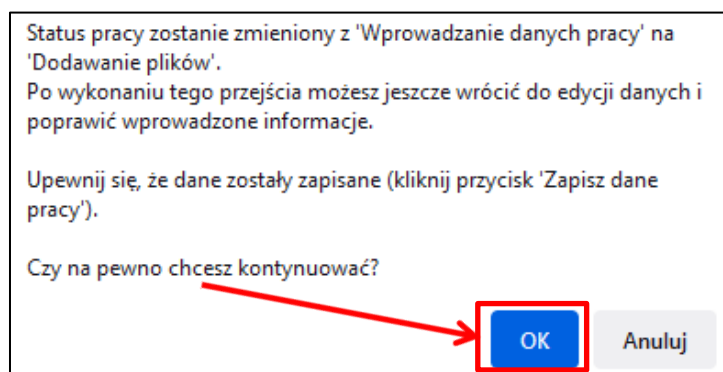 Status pracy zostanie zmieniony z 'Wprowadzanie danych pracy' na
'Dodawanie plików'.
Po wykonaniu tego przejścia możesz jeszcze wrócić do edycji danych i
poprawić wprowadzone informacje.
Upewnij się, że dane zostały zapisane (kliknij przycisk 'Zapisz dane
pracy').
Czy na pewno chcesz kontynuować?
OK Anuluj